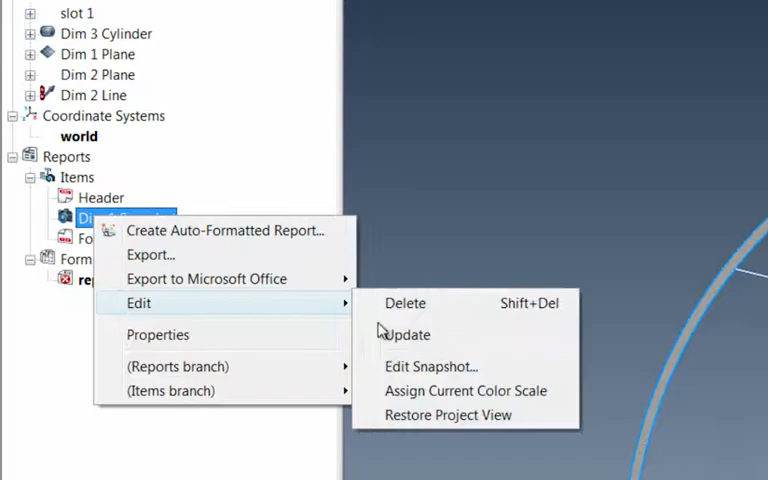 slot 1
Dim 3 Cylinder
Dim 1 Plane
Dim 2 Plane
Dim 2 Line
Coordinate Systems
world
Reports
Items
Header
Create Auto-Formatted Report...
Export...
Export to Microsoft Office
Edit
Properties
(Reports branch)
(Items branch)
Delete Shift+Del
Update
Edit Snapshot...
Assign Current Color Scale
Restore Project View